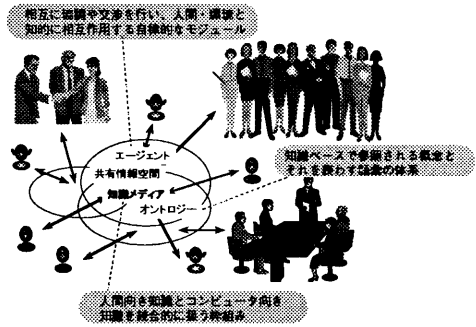 相互に協調や交渉を行い、人間・環境と
知的に相互作用する自律的なモジュール
エージェント
共有情報空間
知識メディア
オントロジー
知識ベースで参照される概念と
それを表わす語彙の体系
人間向き知識とコンピュータ向き
知識を統合的に扱う枠組み